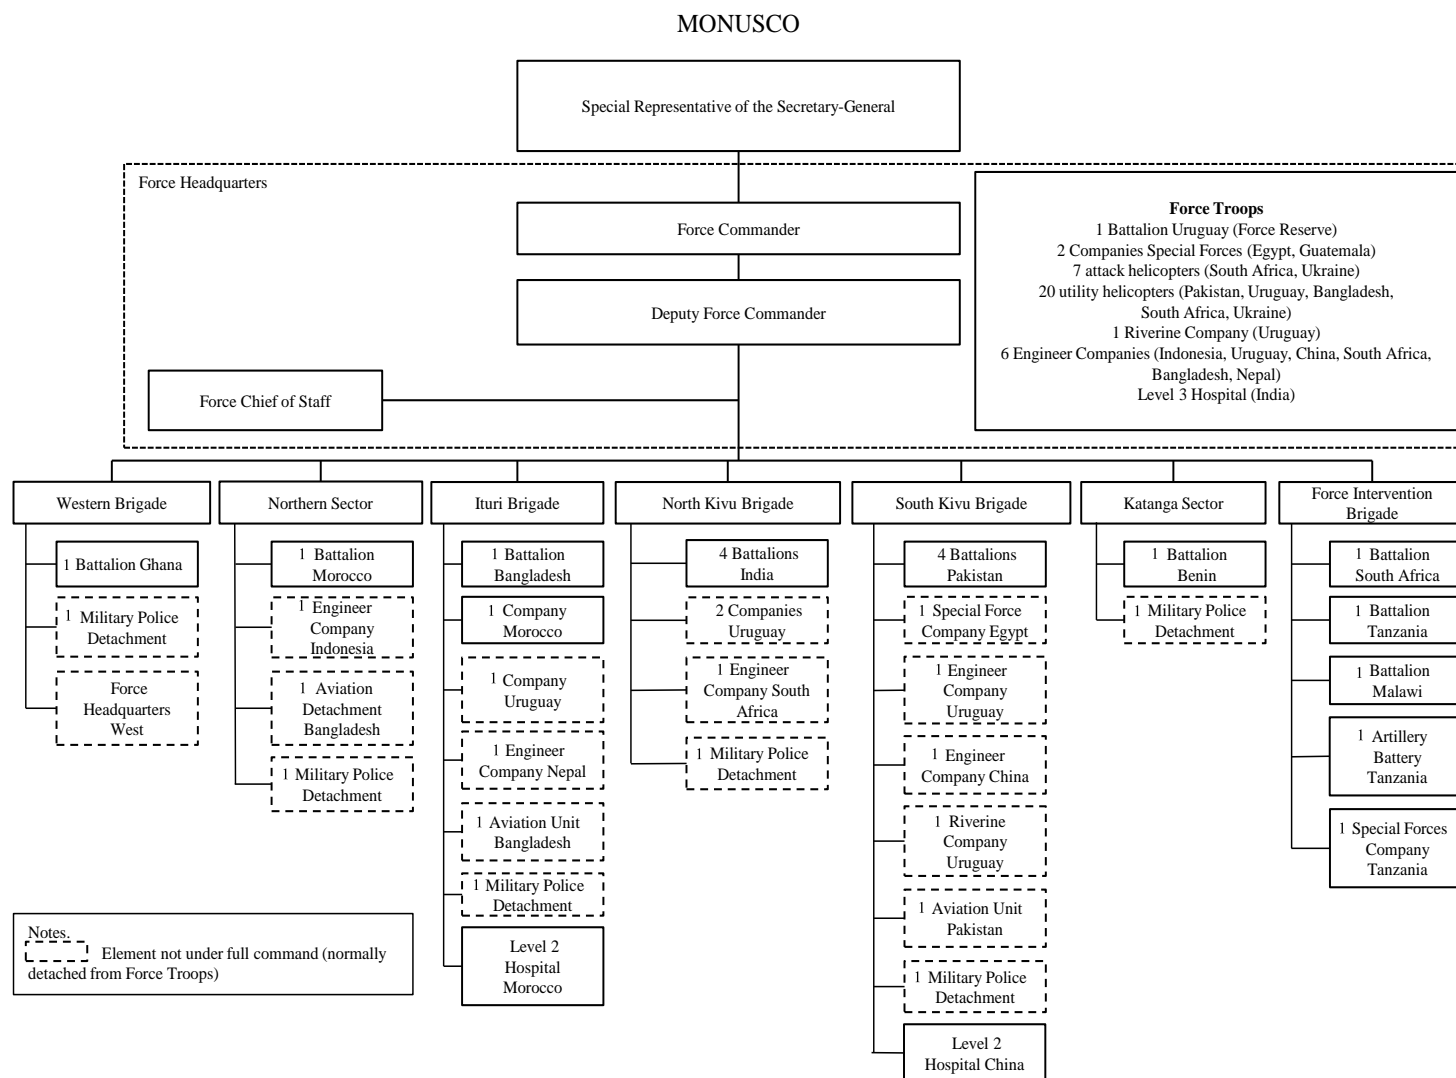 MONUSCO
Special Representative of the Secretary-General
Force Headquarters
Force Commander
Deputy Force Commander
Force Chief of Staff
Force Troops
1 Battalion Uruguay (Force Reserve)
2 Companies Special Forces (Egypt, Guatemala)
7 attack helicopters (South Africa, Ukraine)
20 utility helicopters (Pakistan, Uruguay, Bangladesh,
South Africa, Ukraine)
1 Riverine Company (Uruguay)
6 Engineer Companies (Indonesia, Uruguay, China, South Africa,
Bangladesh, Nepal)
Level 3 Hospital (India)
Western Brigade
1 Battalion Ghana
1 Military Police
Detachment
Force
Headquarters
West
Northern Sector
1 Battalion
Morocco
1 Engineer
Company
Indonesia
1 Aviation
Detachment
Bangladesh
1 Military Police
Detachment
Ituri Brigade
1 Battalion
Bangladesh
1 Company
Morocco
1 Company
Uruguay
1 Engineer
Company Nepal
1 Aviation Unit
Bangladesh
1 Military Police
Detachment
Level 2
Hospital
Morocco
North Kivu Brigade
4 Battalions
India
2 Companies
Uruguay
1 Engineer
Company South
Africa
1 Military Police
Detachment
South Kivu Brigade
4 Battalions
Pakistan
1 Special Force
Company Egypt
1 Engineer
Company
Uruguay
1 Engineer
Company China
1 Riverine
Company
Uruguay
1 Aviation Unit
Pakistan
1 Military Police
Detachment
Level 2
Hospital China
Katanga Sector
1 Battalion
Benin
1 Military Police
Detachment
Force Intervention
Brigade
1 Battalion
South Africa
1 Battalion
Tanzania
1 Battalion
Malawi
1 Artillery
Battery
Tanzania
1 Special Forces
Company
Tanzania
Notes.
Element not under full command (normally
detached from Force Troops)